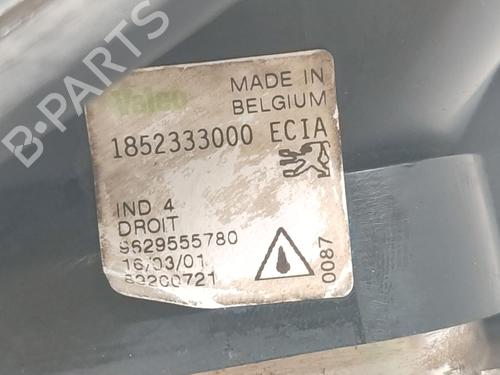 B-PARTS
Valeo
MADE IN
BELGIUM
1852333000 ECIA
IND 4
DROIT
9629555780
16/03/01
0087